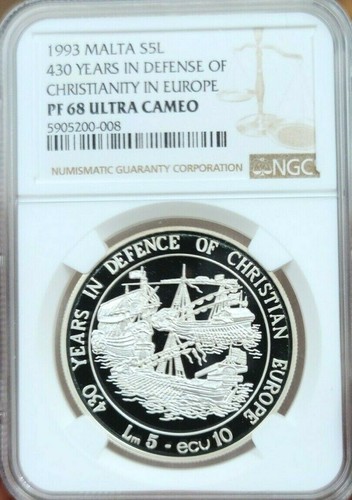 1993 MALTA S5L
430 YEARS IN DEFENSE OF
CHRISTIANITY IN EUROPE
PF 68 ULTRA CAMEO
5905200-008
NUMISMATIC GUARANTY CORPORATION
NGC
430 YEARS IN DEFENCE OF CHRISTIAN EUROPE
Lm 5 - ecu 10